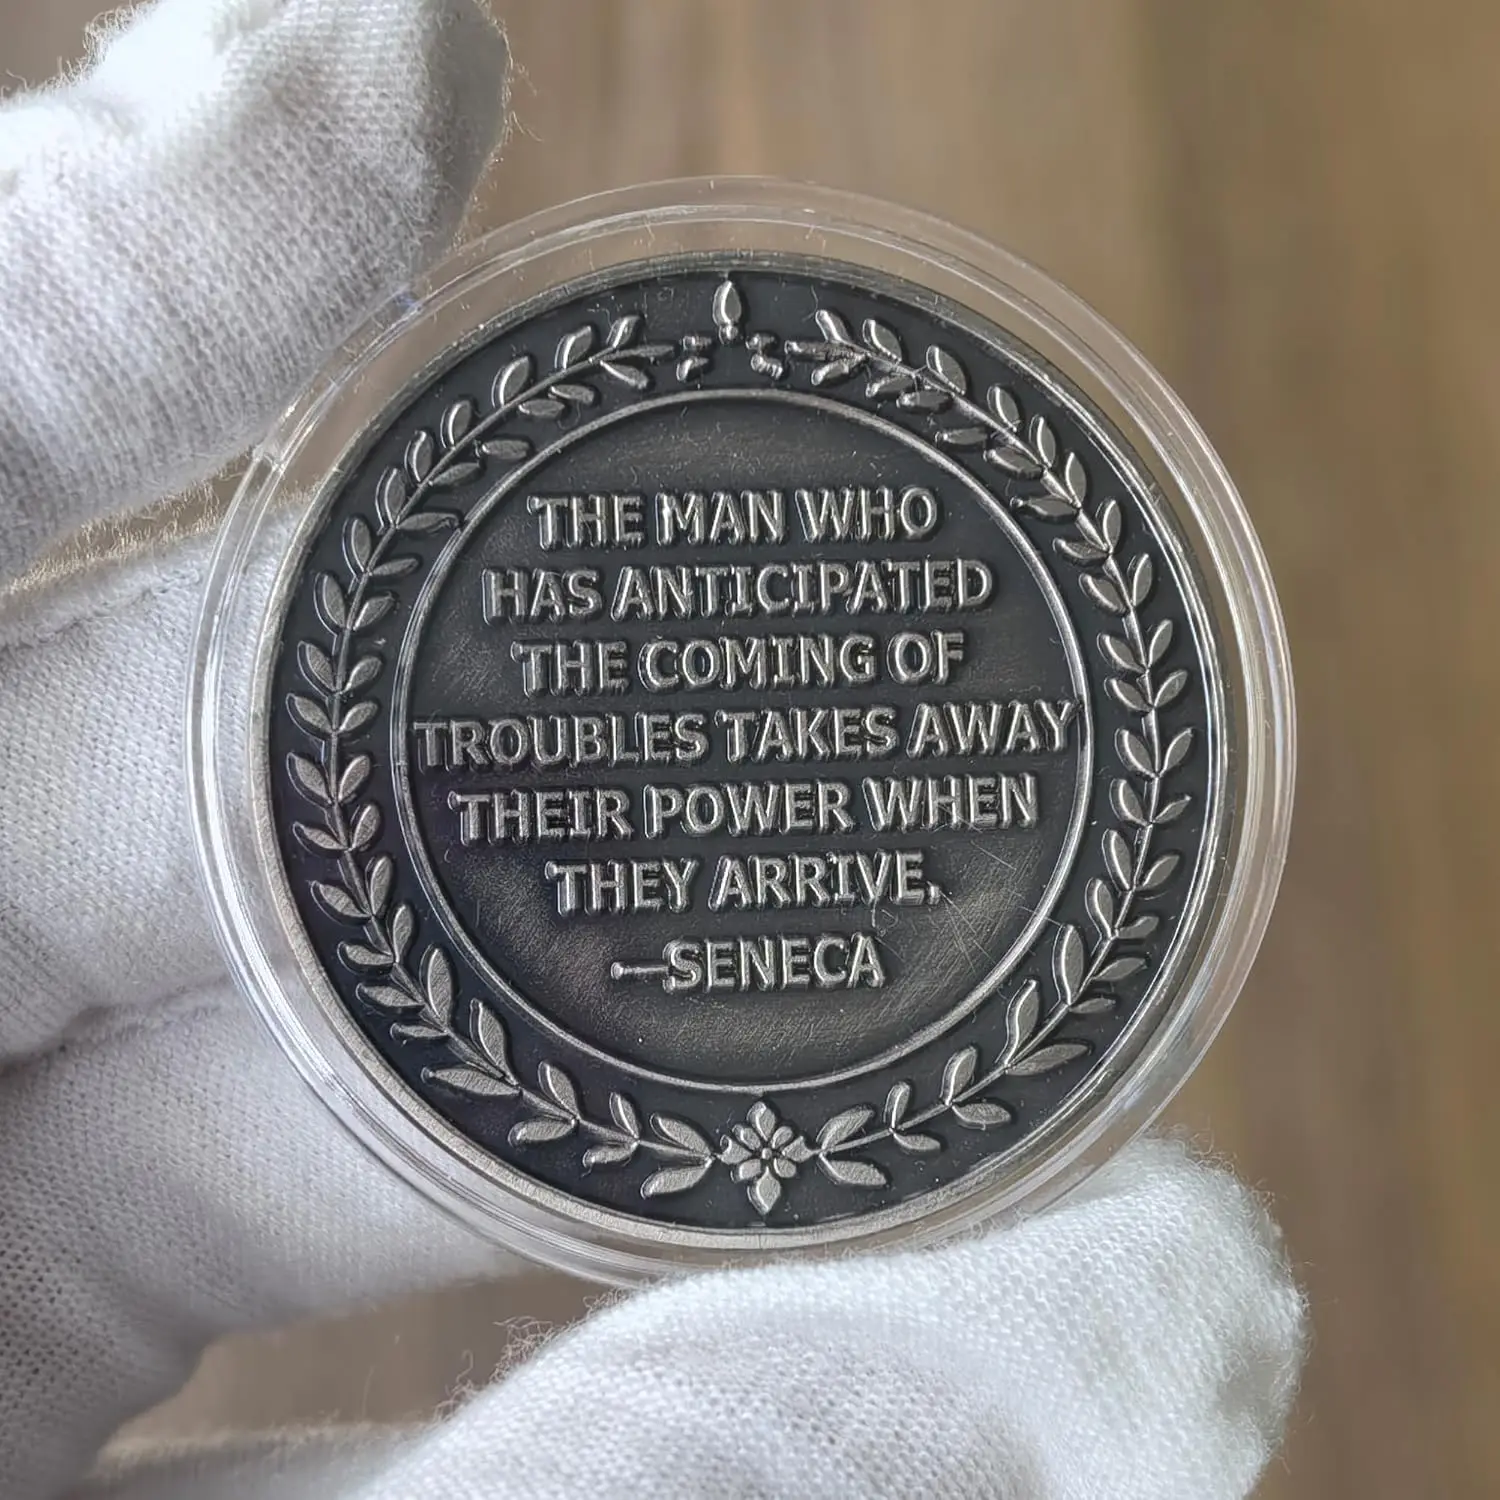 THE MAN WHO
HAS ANTICIPATED
THE COMING OF
TROUBLES TAKES AWAY
THEIR POWER WHEN
THEY ARRIVE.
—SENECA